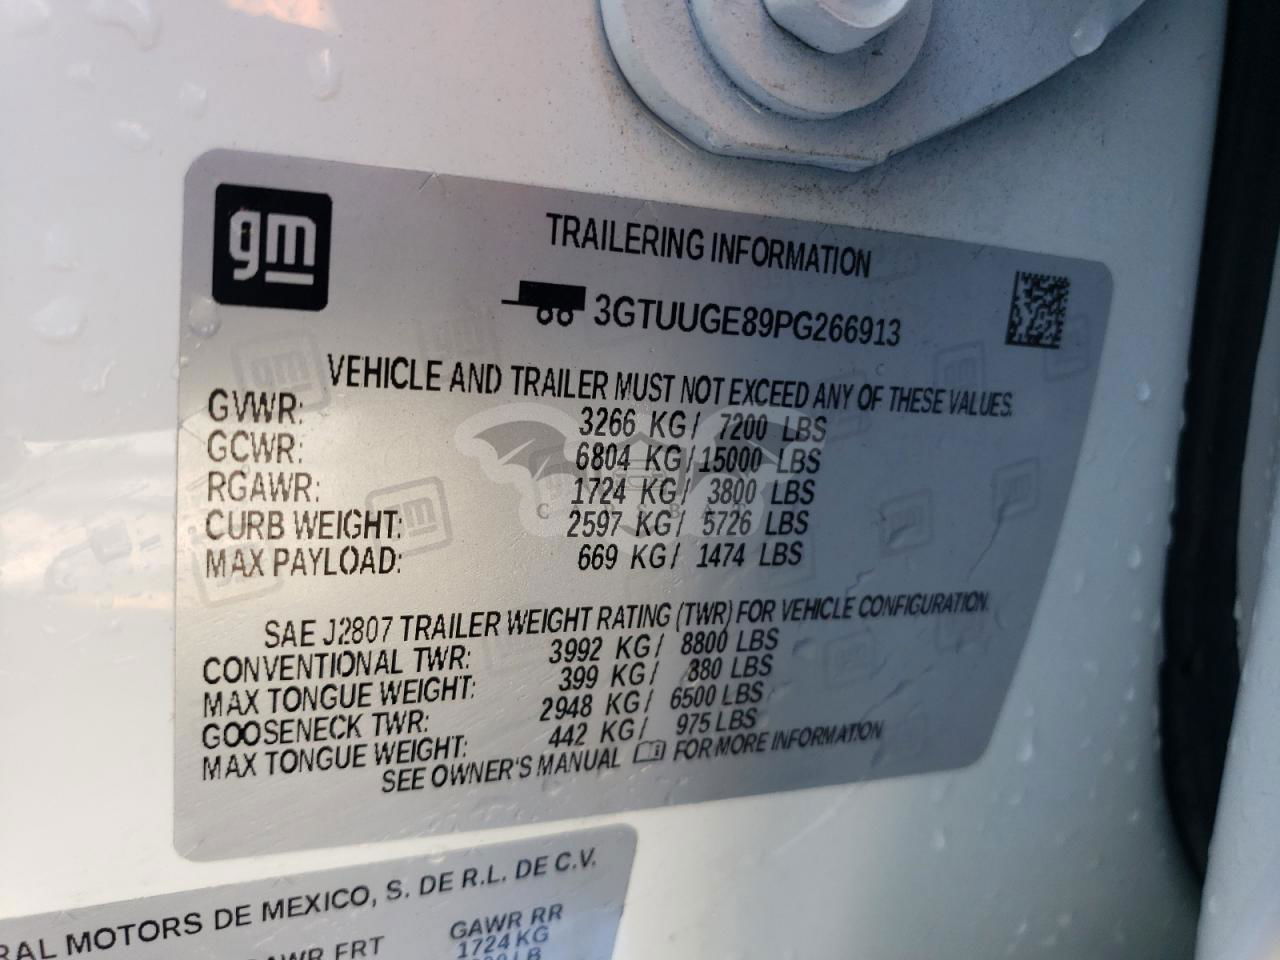 gm
TRAILERING INFORMATION
3GTUUGE89PG266913
VEHICLE AND TRAILER MUST NOT EXCEED ANY OF THESE VALUES.
GVWR: 3266 KG/ 7200 LBS
GCWR: 6804 KG/15000 LBS
RGAWR: 1724 KG/ 3800 LBS
CURB WEIGHT: 2597 KG/ 5726 LBS
MAX PAYLOAD: 669 KG/ 1474 LBS
SAE J2807 TRAILER WEIGHT RATING (TWR) FOR VEHICLE CONFIGURATION.
CONVENTIONAL TWR: 3992 KG/ 8800 LBS
MAX TONGUE WEIGHT: 399 KG/ 880 LBS
GOOSENECK TWR: 2948 KG/ 6500 LBS
MAX TONGUE WEIGHT: 442 KG/ 975 LBS
SEE OWNER'S MANUAL FOR MORE INFORMATION
RAL MOTORS DE MEXICO, S. DE R.L. DE C.V.
GAWR FRT GAWR RR
1724 KG